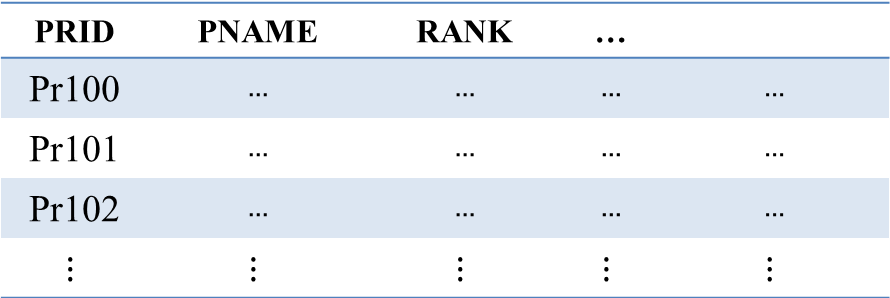 PRID PNAME RANK ...
Pr100 ... ... ... ...
Pr101 ... ... ... ...
Pr102 ... ... ... ...
⋮ ⋮ ⋮ ⋮ ⋮